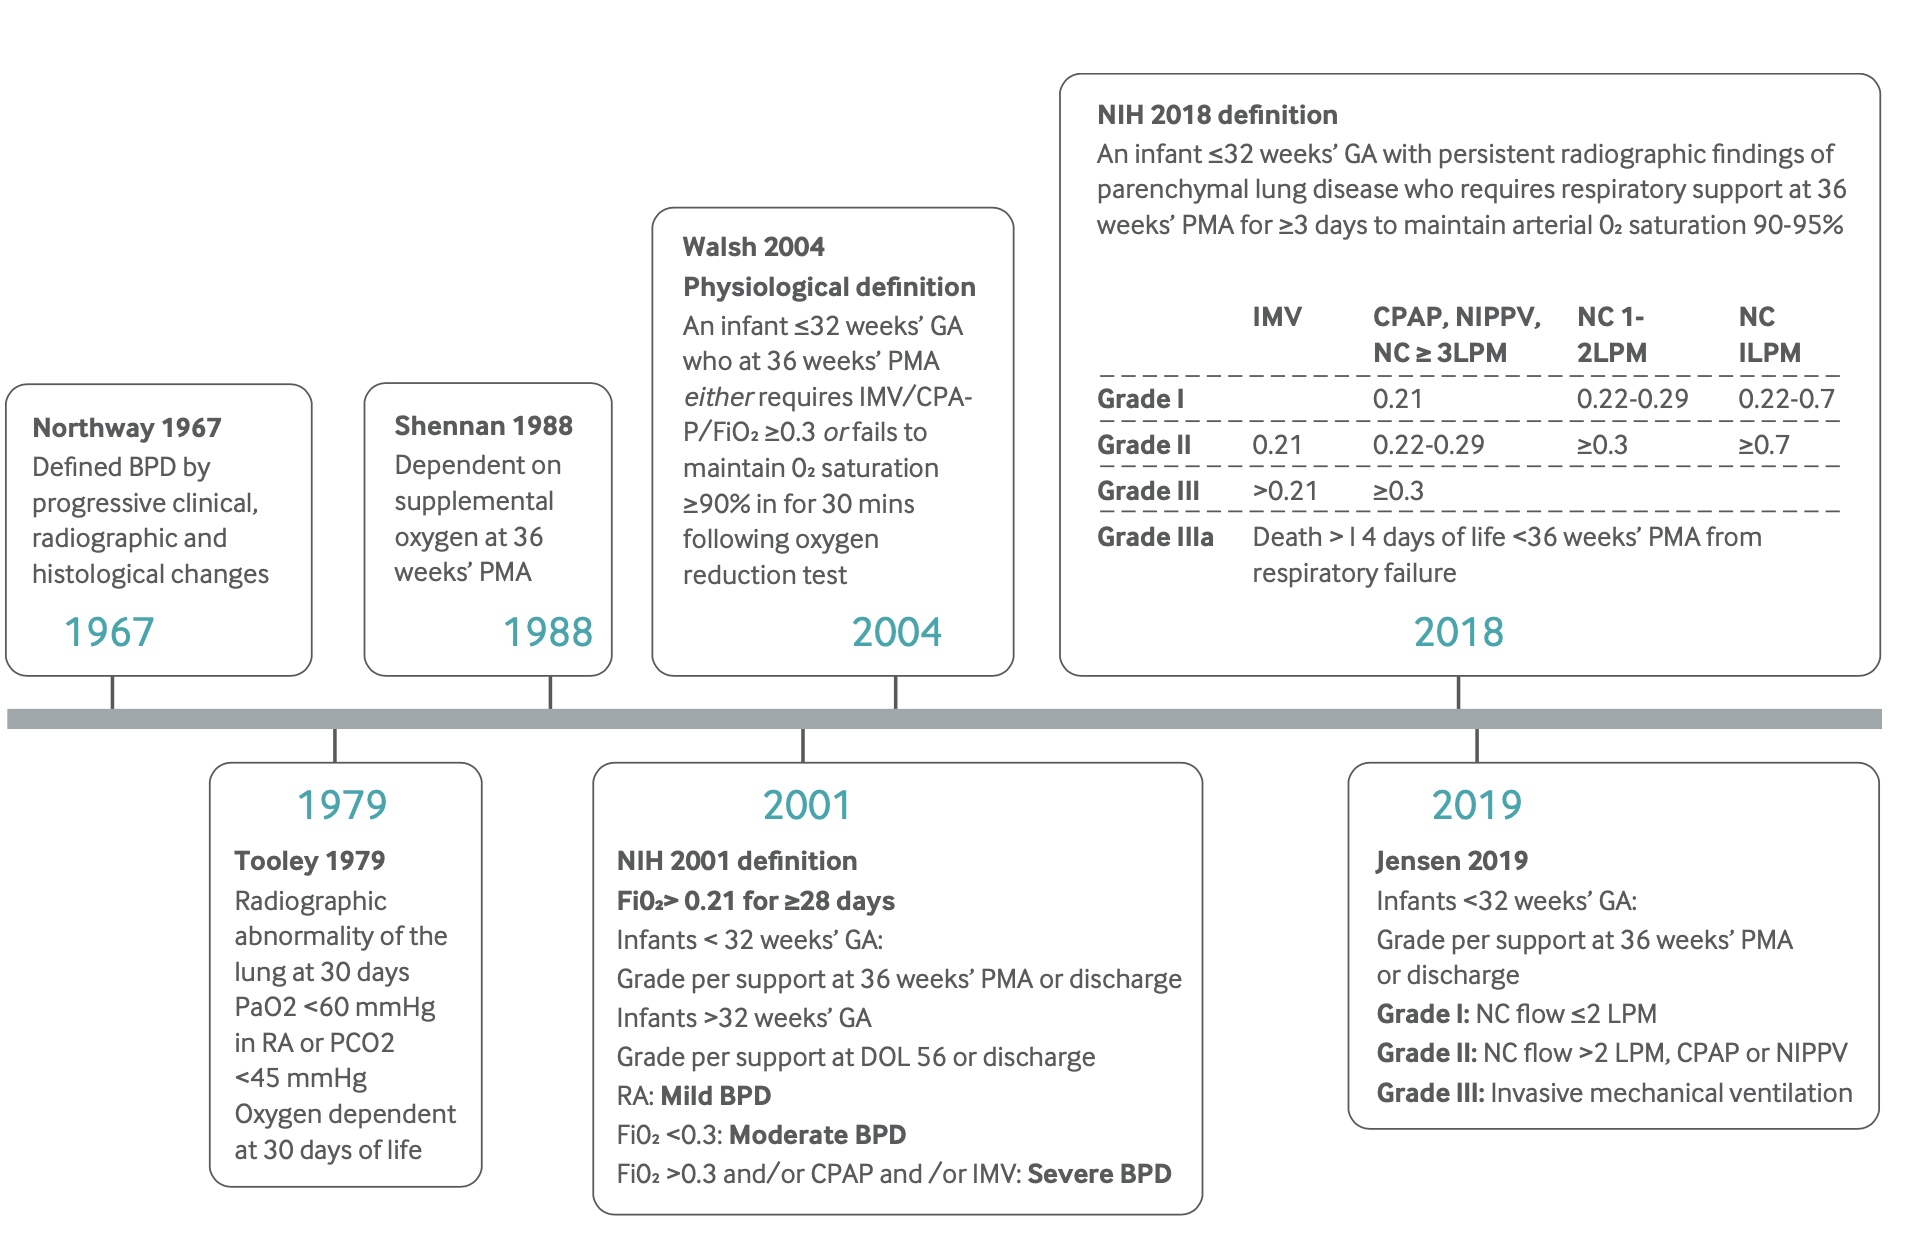 Northway 1967
Defined BPD by
progressive clinical,
radiographic and
histological changes
1967
Shennan 1988
Dependent on
supplemental
oxygen at 36
weeks’ PMA
1988
Walsh 2004
Physiological definition
An infant ≤32 weeks’ GA
who at 36 weeks’ PMA
either requires IMV/CPA-
P/FiO₂ ≥0.3 or fails to
maintain 0₂ saturation
≥90% in for 30 mins
following oxygen
reduction test
2004
NIH 2018 definition
An infant ≤32 weeks’ GA with persistent radiographic findings of
parenchymal lung disease who requires respiratory support at 36
weeks’ PMA for ≥3 days to maintain arterial 0₂ saturation 90-95%
IMV CPAP, NIPPV, NC 1- NC
NC ≥ 3LPM 2LPM ILPM
Grade I 0.21 0.22-0.29 0.22-0.7
Grade II 0.21 0.22-0.29 ≥0.3 ≥0.7
Grade III >0.21 ≥0.3
Grade IIIa Death > I 4 days of life <36 weeks’ PMA from
respiratory failure
2018
1979
Tooley 1979
Radiographic
abnormality of the
lung at 30 days
PaO2 <60 mmHg
in RA or PCO2
<45 mmHg
Oxygen dependent
at 30 days of life
2001
NIH 2001 definition
Fi0₂> 0.21 for ≥28 days
Infants < 32 weeks’ GA:
Grade per support at 36 weeks’ PMA or discharge
Infants >32 weeks’ GA
Grade per support at DOL 56 or discharge
RA: Mild BPD
Fi0₂ <0.3: Moderate BPD
Fi0₂ >0.3 and/or CPAP and /or IMV: Severe BPD
2019
Jensen 2019
Infants <32 weeks’ GA:
Grade per support at 36 weeks’ PMA
or discharge
Grade I: NC flow ≤2 LPM
Grade II: NC flow >2 LPM, CPAP or NIPPV
Grade III: Invasive mechanical ventilation